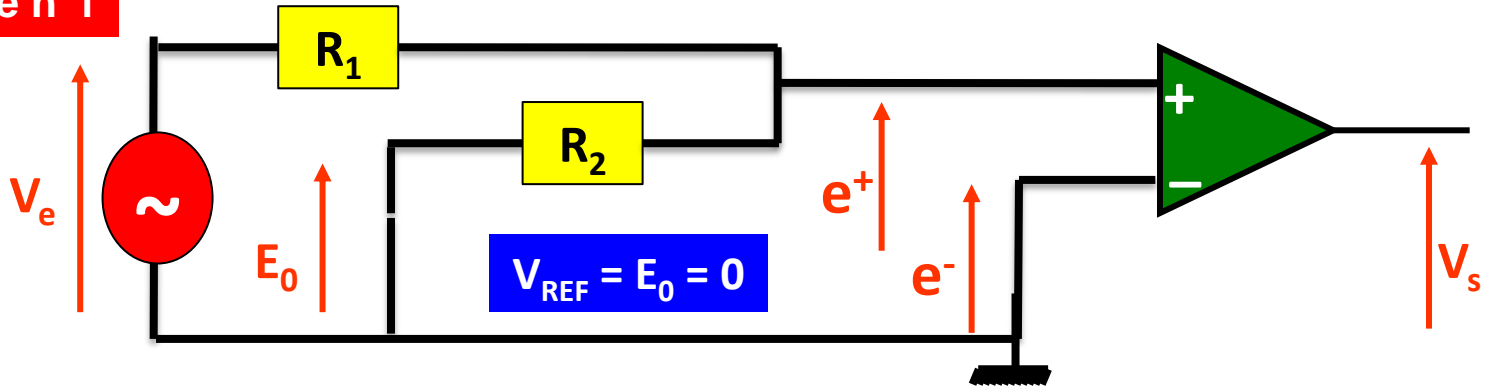 e n 1
R1
R2
+
–
~
Ve
E0
VREF = E0 = 0
e+
e-
Vs